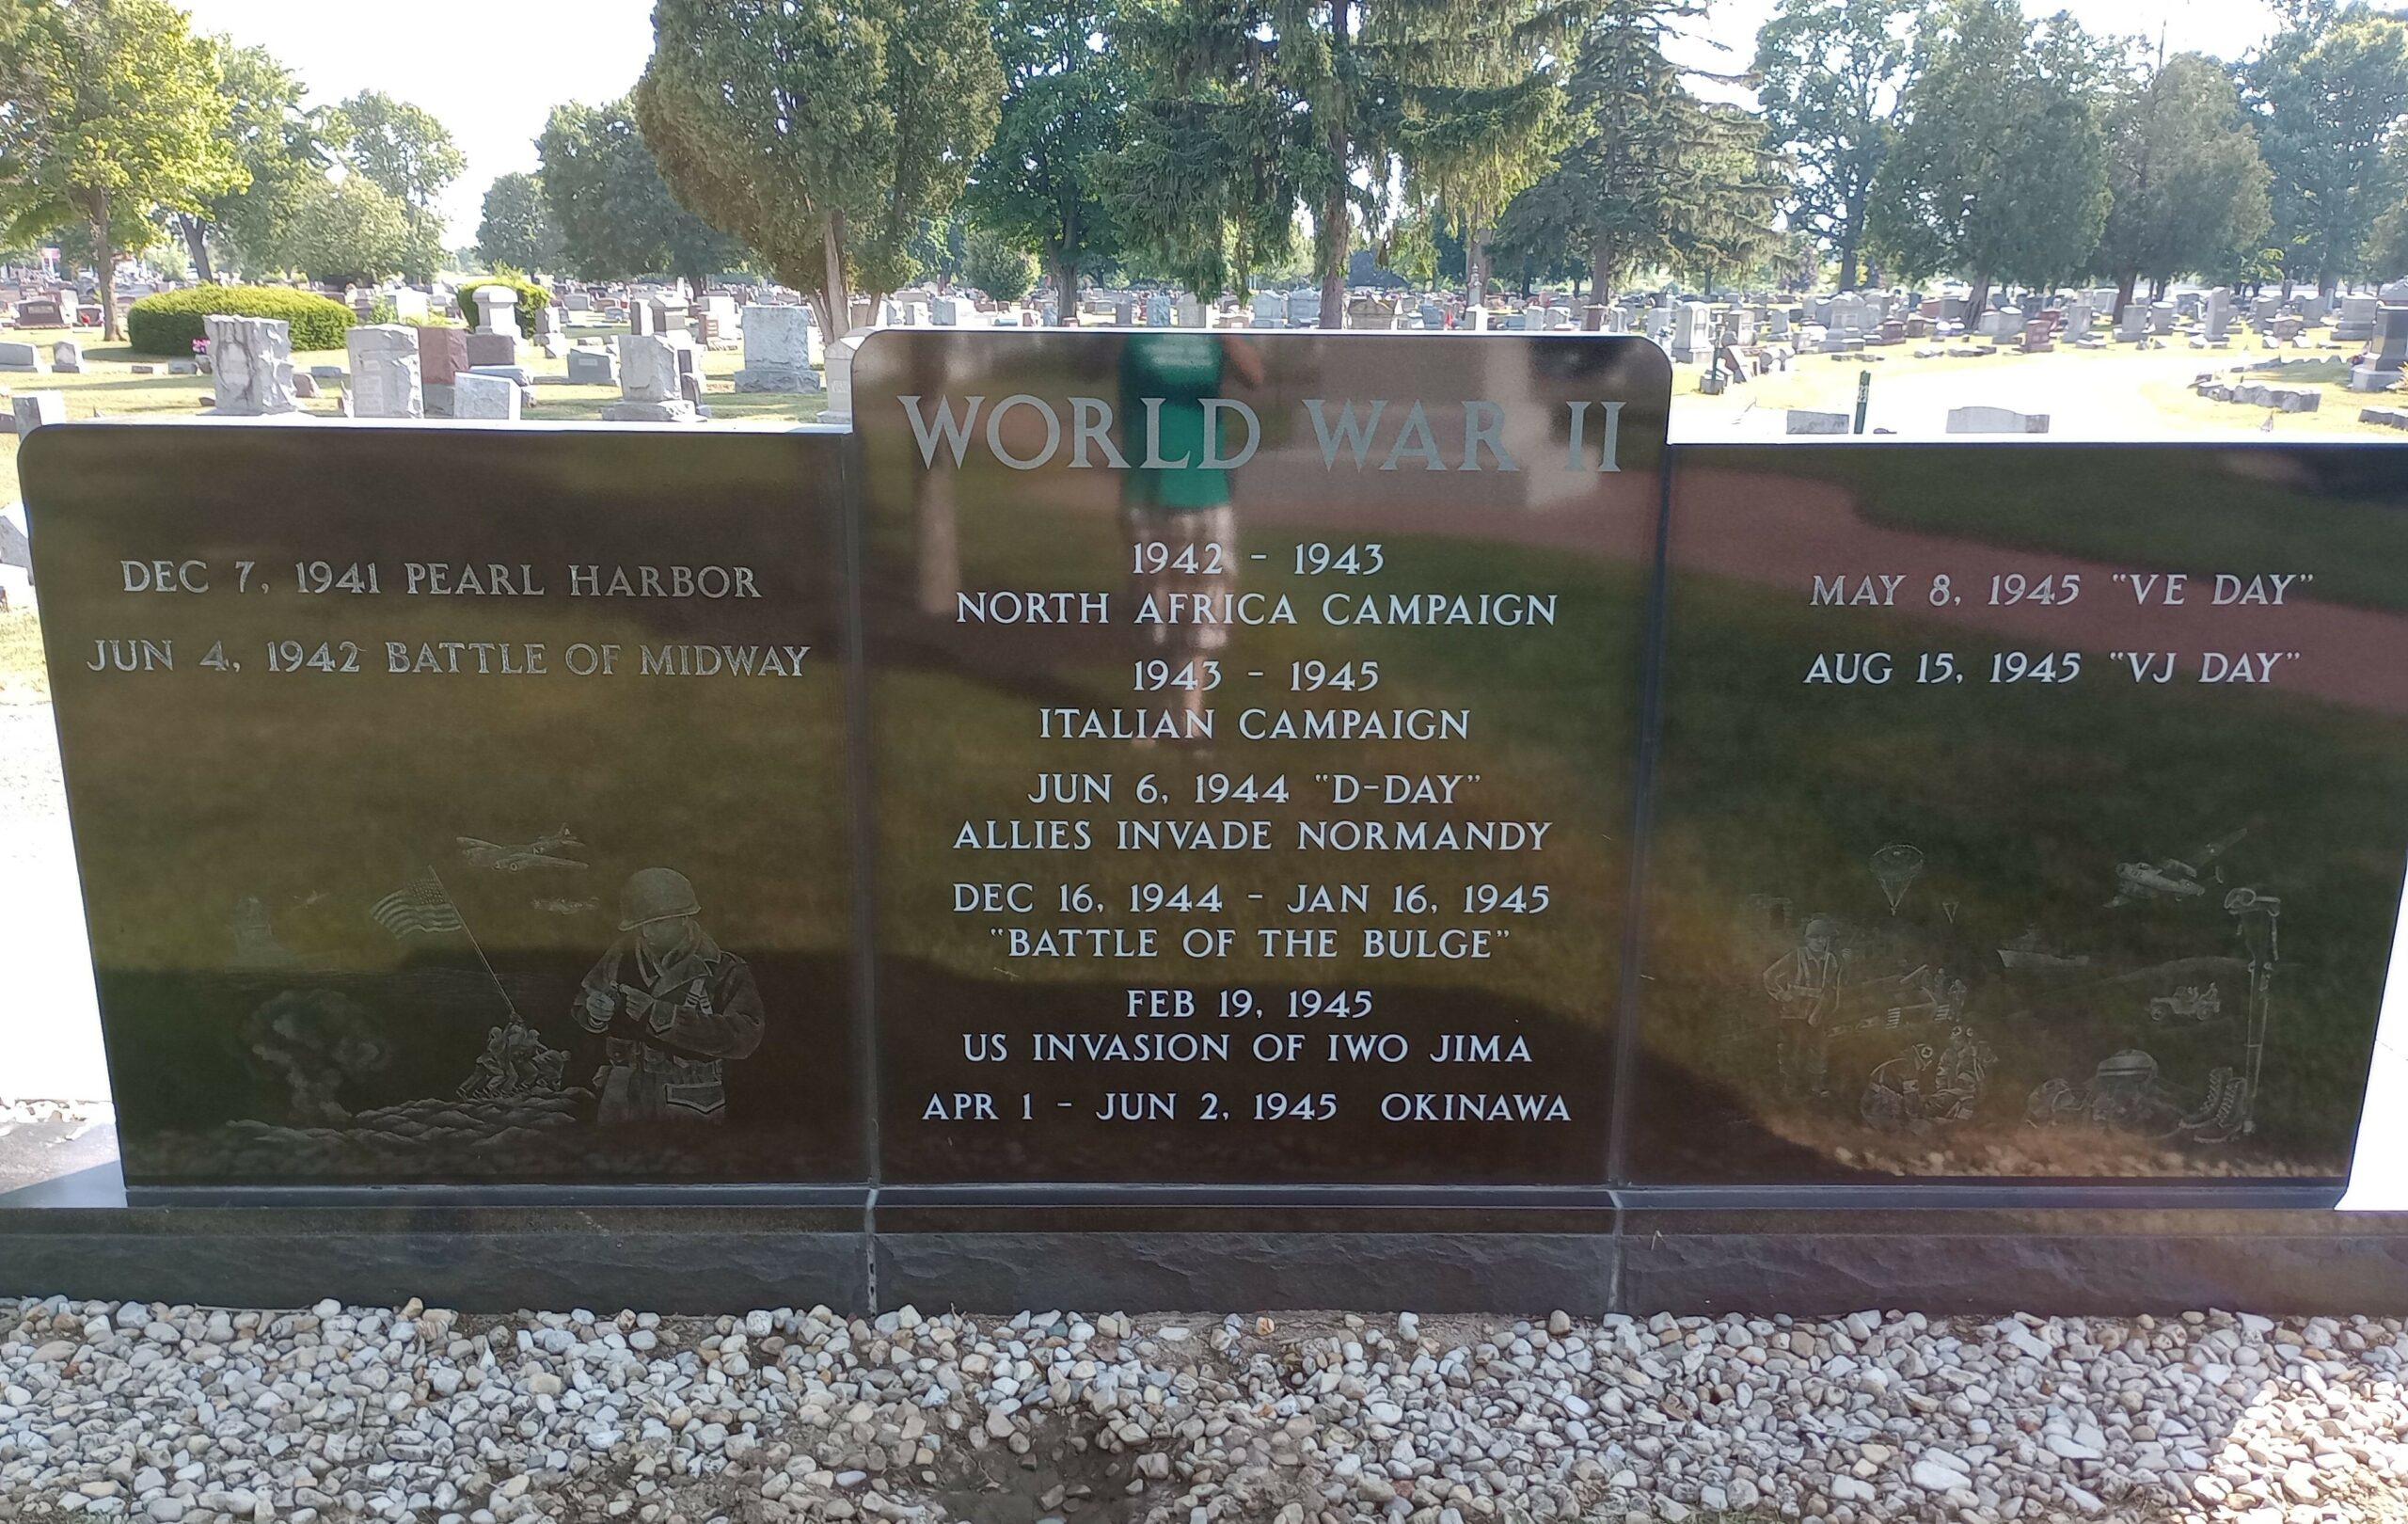 WORLD WAR II
DEC 7, 1941 PEARL HARBOR
JUN 4, 1942 BATTLE OF MIDWAY
1942 - 1943
NORTH AFRICA CAMPAIGN
1943 - 1945
ITALIAN CAMPAIGN
JUN 6, 1944 "D-DAY"
ALLIES INVADE NORMANDY
DEC 16, 1944 - JAN 16, 1945
"BATTLE OF THE BULGE"
FEB 19, 1945
US INVASION OF IWO JIMA
APR 1 - JUN 2, 1945 OKINAWA
MAY 8, 1945 "VE DAY"
AUG 15, 1945 "VJ DAY"